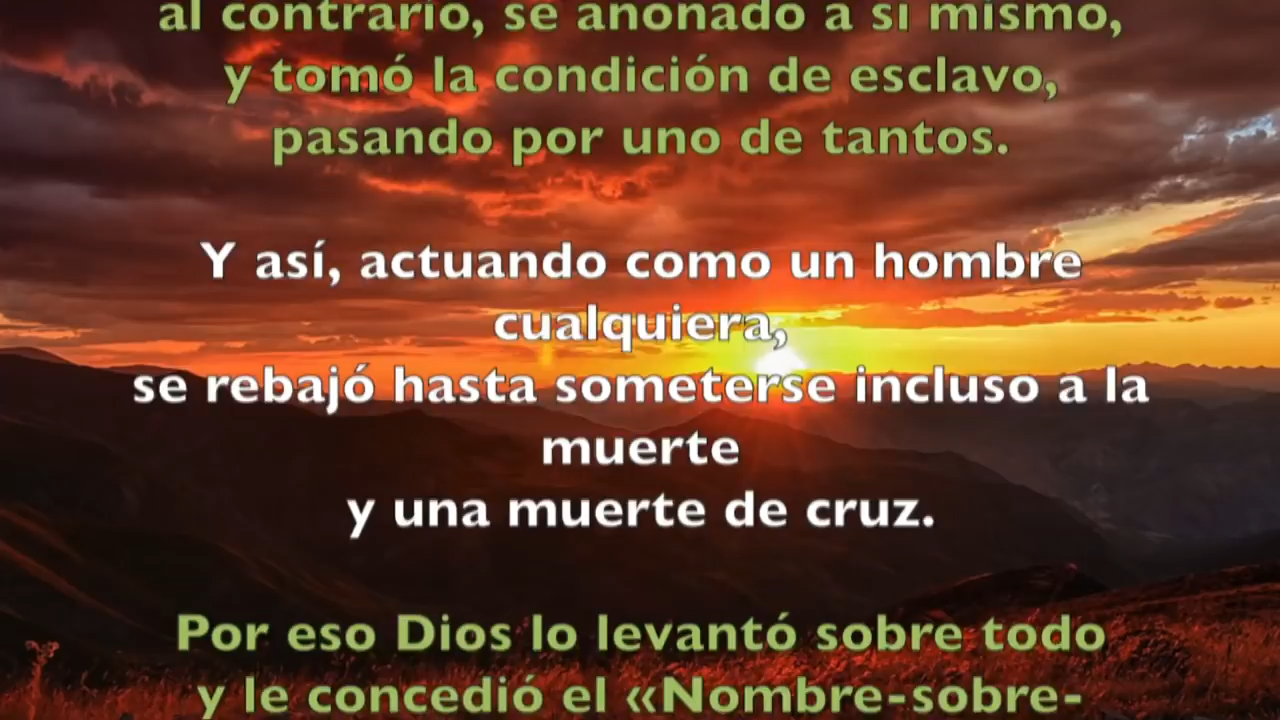 al contrario, se anonadó a sí mismo,
y tomó la condición de esclavo,
pasando por uno de tantos.
Y así, actuando como un hombre
cualquiera,
se rebajó hasta someterse incluso a la
muerte
y una muerte de cruz.
Por eso Dios lo levantó sobre todo
y le concedió el «Nombre-sobre-